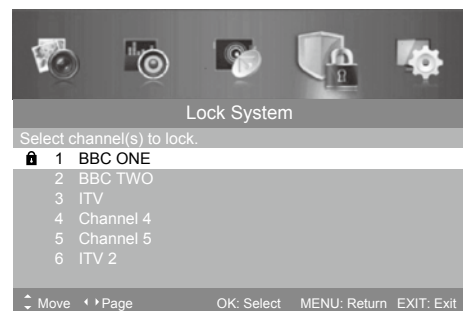 Lock System
Select channel(s) to lock.
1 BBC ONE
2 BBC TWO
3 ITV
4 Channel 4
5 Channel 5
6 ITV 2
Move Page OK: Select MENU: Return EXIT: Exit